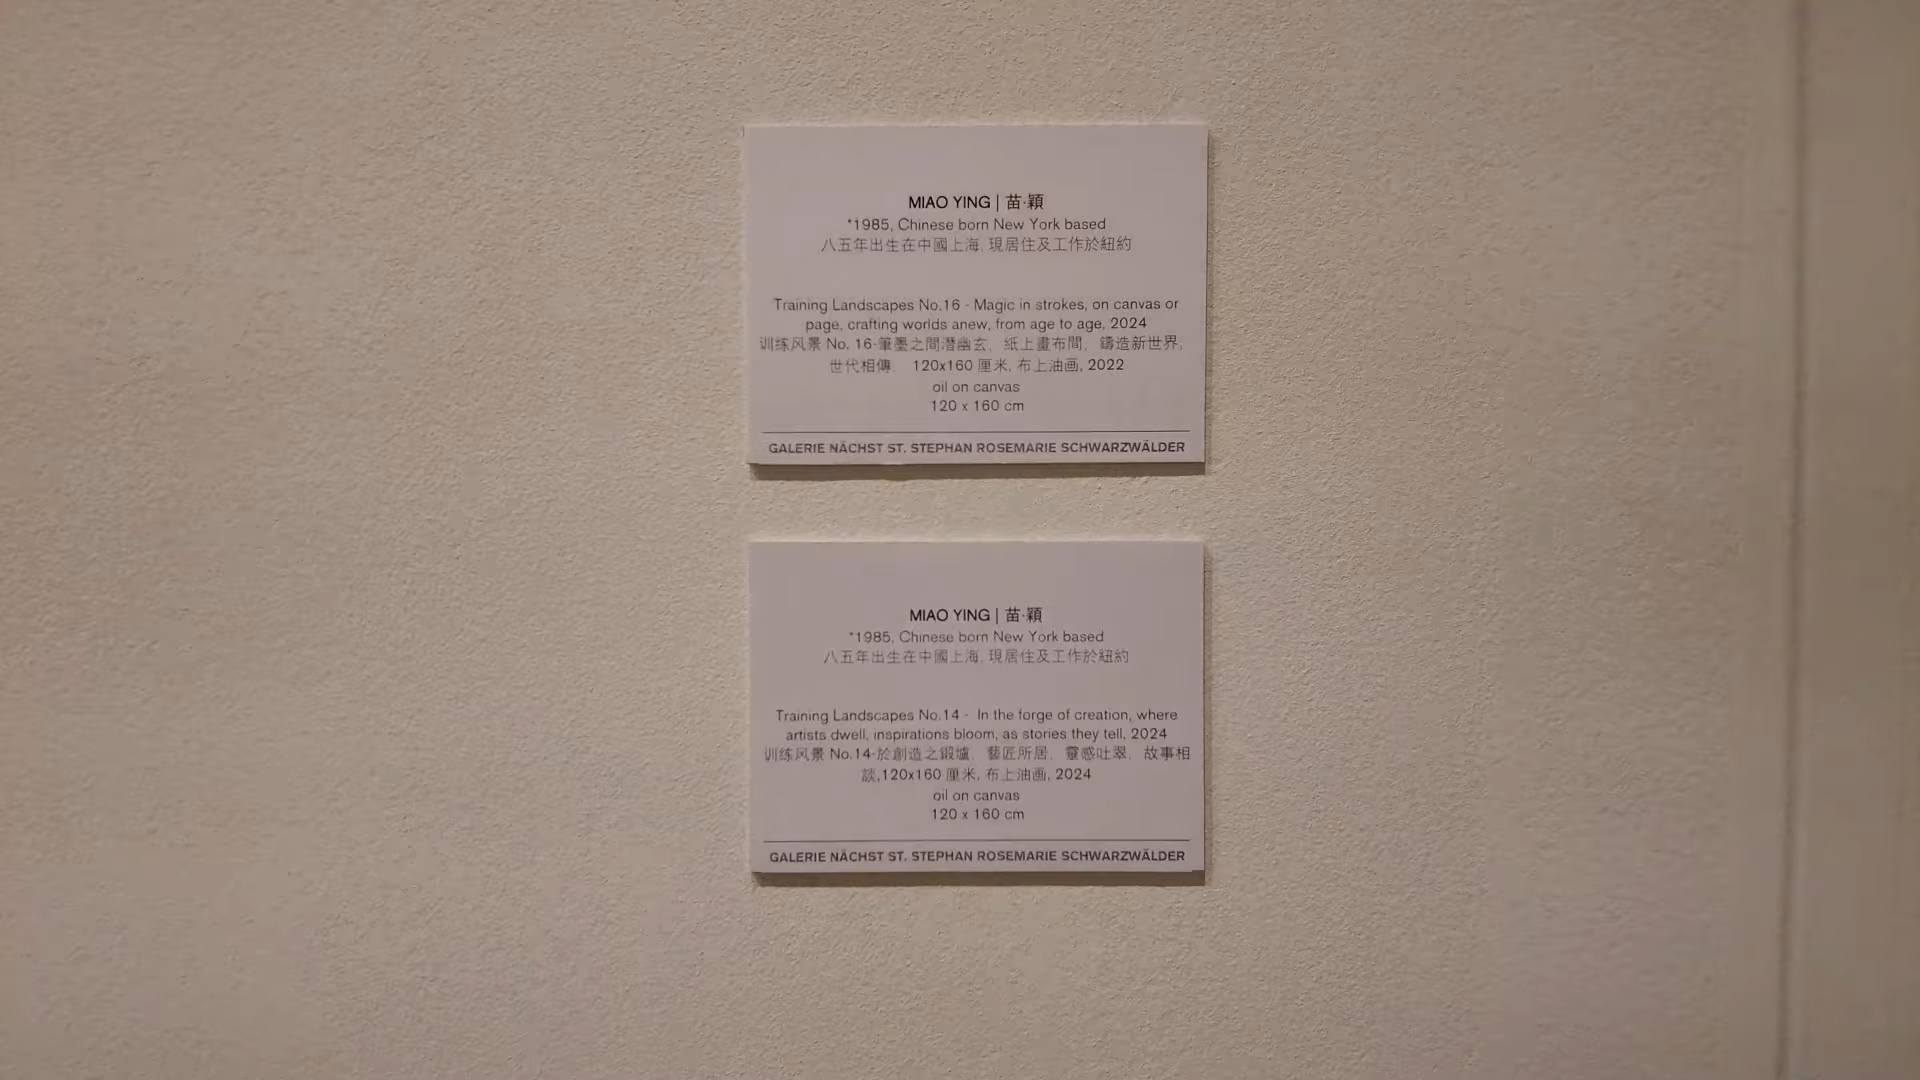 MIAO YING | 苗·穎
*1985, Chinese born New York based
八五年出生在中國上海, 現居住及工作於紐約
Training Landscapes No.16 - Magic in strokes, on canvas or
page, crafting worlds anew, from age to age, 2024
训练风景 No. 16-筆墨之間潛幽玄，紙上畫布間，鑄造新世界，
世代相傳． 120x160 厘米, 布上油画, 2022
oil on canvas
120 x 160 cm
GALERIE NÄCHST ST. STEPHAN ROSEMARIE SCHWARZWÄLDER
MIAO YING | 苗·穎
*1985, Chinese born New York based
八五年出生在中國上海, 現居住及工作於紐約
Training Landscapes No.14 - In the forge of creation, where
artists dwell, inspirations bloom, as stories they tell, 2024
训练风景 No.14-於創造之鍛爐，藝匠所居，靈感吐翠，故事相
談,120x160 厘米, 布上油画, 2024
oil on canvas
120 x 160 cm
GALERIE NÄCHST ST. STEPHAN ROSEMARIE SCHWARZWÄLDER